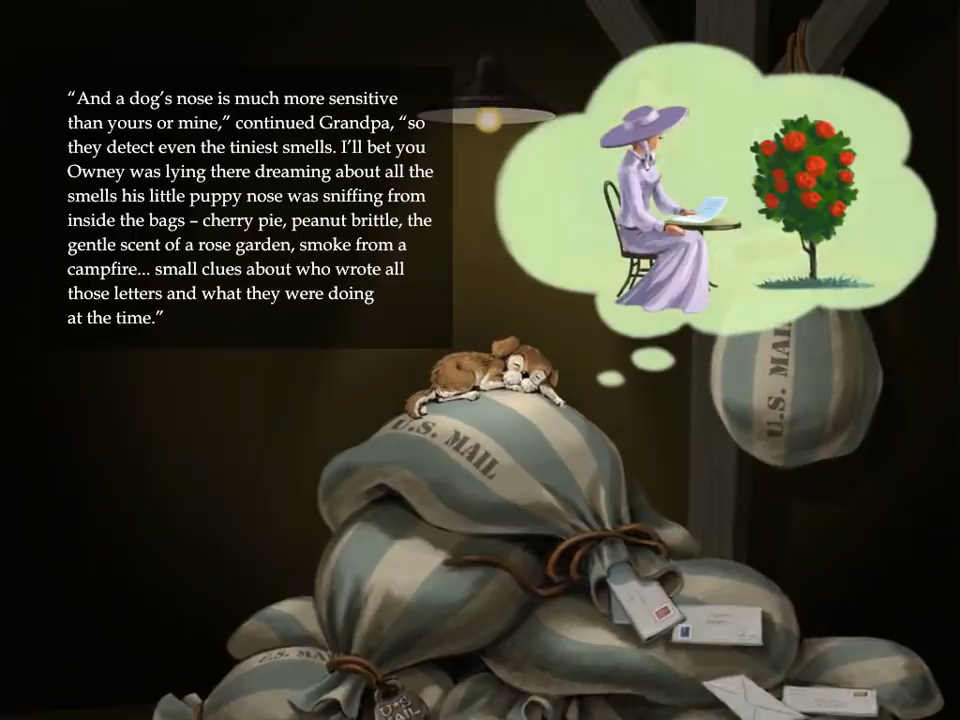 “And a dog’s nose is much more sensitive
than yours or mine,” continued Grandpa, “so
they detect even the tiniest smells. I’ll bet you
Owney was lying there dreaming about all the
smells his little puppy nose was sniffing from
inside the bags – cherry pie, peanut brittle, the
gentle scent of a rose garden, smoke from a
campfire... small clues about who wrote all
those letters and what they were doing
at the time.”
U.S. MAIL
U.S. MAIL
U.S. MA
U.S
MAIL